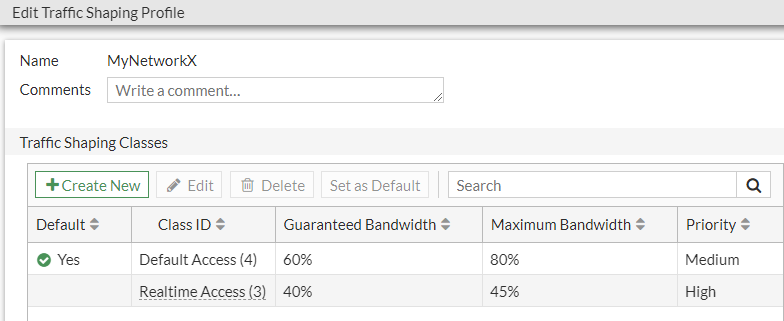 Edit Traffic Shaping Profile
Name MyNetworkX
Comments Write a comment...
Traffic Shaping Classes
Create New Edit Delete Set as Default Search
Default Class ID Guaranteed Bandwidth Maximum Bandwidth Priority
Yes Default Access (4) 60% 80% Medium
Realtime Access (3) 40% 45% High